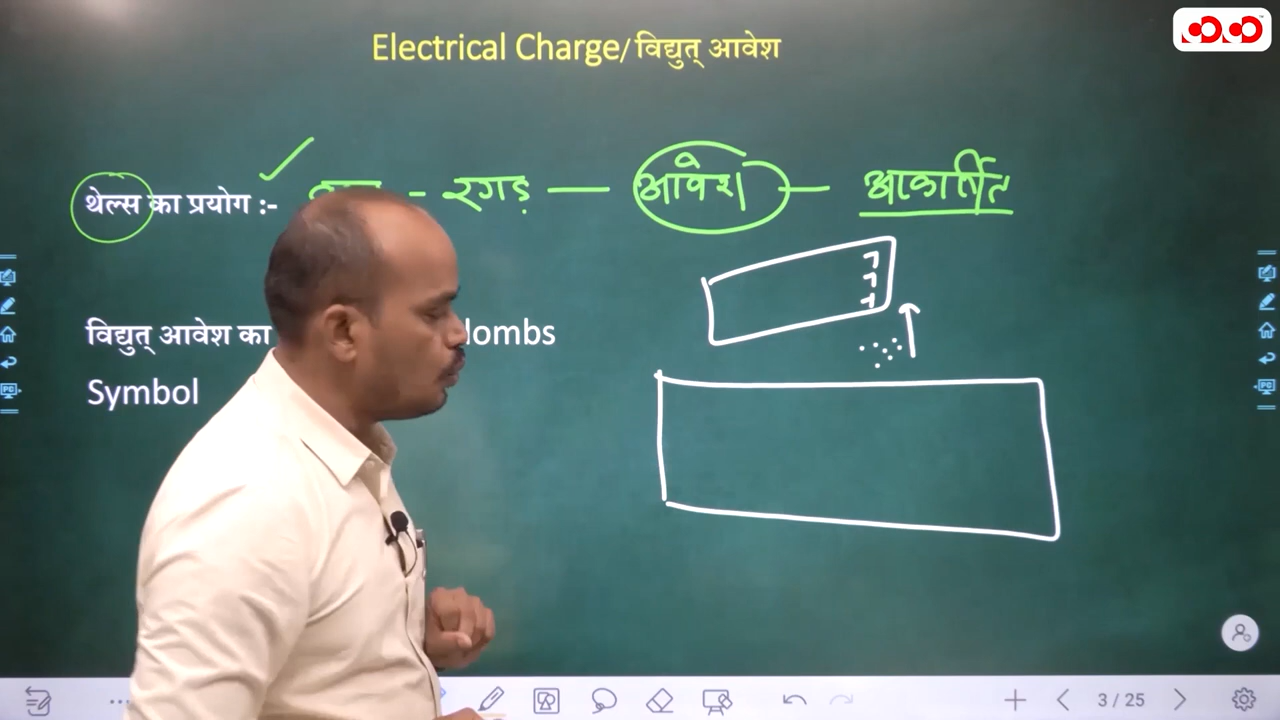 Electrical Charge/विद्युत् आवेश
थेल्स का प्रयोग :- - रगड़ — आवेश — आकर्षित
विद्युत् आवेश का lombs
Symbol
3 / 25